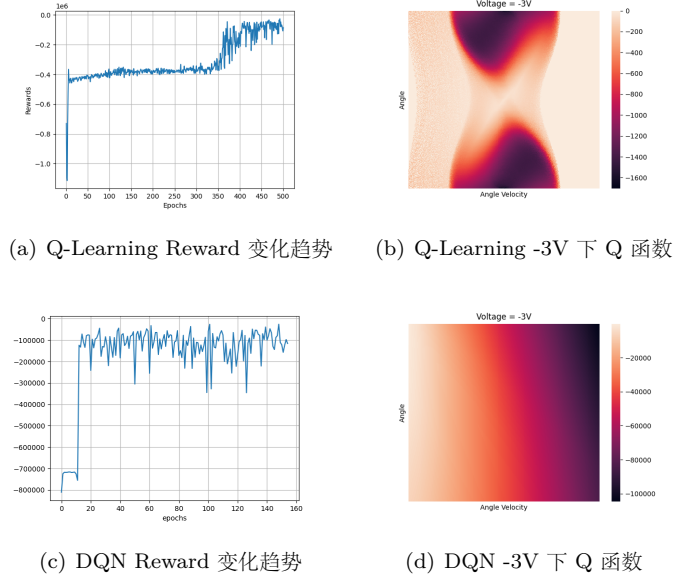 1e6
0.0
−0.2
−0.4
−0.6
−0.8
−1.0
Rewards
0 50 100 150 200 250 300 350 400 450 500
Epochs
Voltage = -3V
Angle
Angle Velocity
0
−200
−400
−600
−800
−1000
−1200
−1400
−1600
(a) Q-Learning Reward 变化趋势
(b) Q-Learning -3V 下 Q 函数
0
−100000
−200000
−300000
−400000
−500000
−600000
−700000
−800000
Rewards
0 20 40 60 80 100 120 140 160
epochs
Voltage = -3V
Angle
Angle Velocity
−20000
−40000
−60000
−80000
−100000
(c) DQN Reward 变化趋势
(d) DQN -3V 下 Q 函数